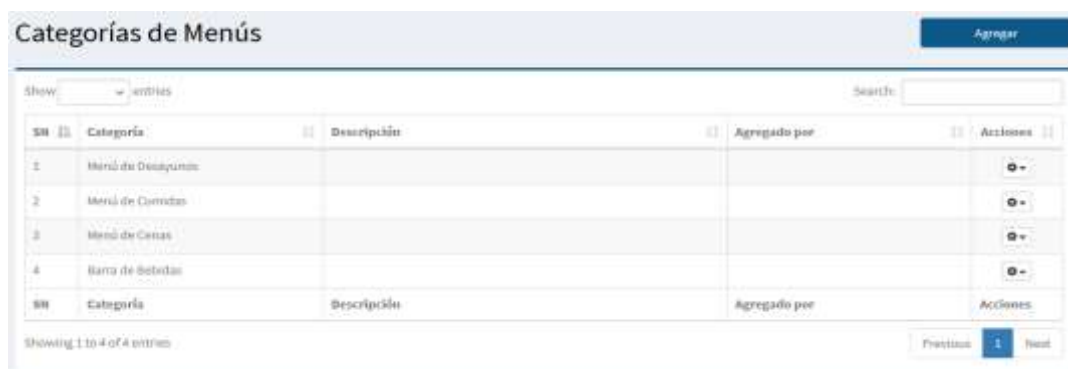 Categorías de Menús Agregar
Show entries Search:
SN Categoría Descripción Agregado por Acciones
1 Menú de Desayunos
2 Menú de Comidas
3 Menú de Cenas
4 Barra de Bebidas
SN Categoría Descripción Agregado por Acciones
Showing 1 to 4 of 4 entries Previous 1 Next